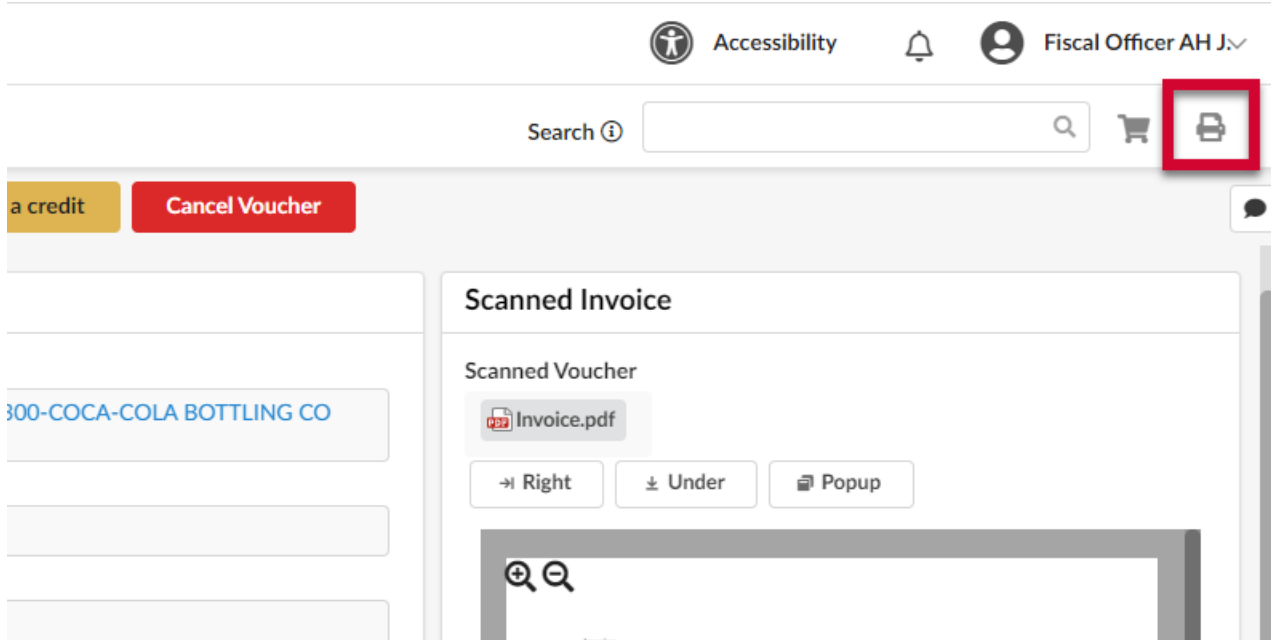 Accessibility
Fiscal Officer AH J.
Search
a credit
Cancel Voucher
Scanned Invoice
Scanned Voucher
300-COCA-COLA BOTTLING CO
PDF Invoice.pdf
Right
Under
Popup